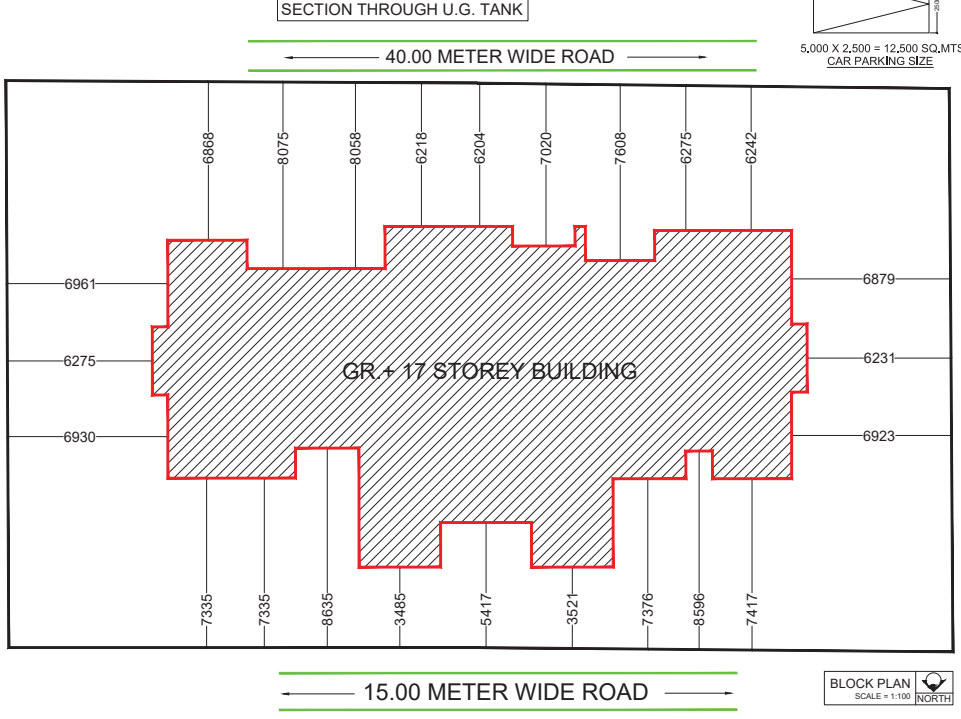 SECTION THROUGH U.G. TANK
2500
5.000 X 2.500 = 12.500 SQ.MTS
CAR PARKING SIZE
40.00 METER WIDE ROAD
6868
8075
8058
6218
6204
7020
7608
6275
6242
6961
6879
6275
6231
GR.+ 17 STOREY BUILDING
6930
6923
7335
7335
8635
3485
5417
3521
7376
8596
7417
15.00 METER WIDE ROAD
BLOCK PLAN
SCALE = 1:100
NORTH